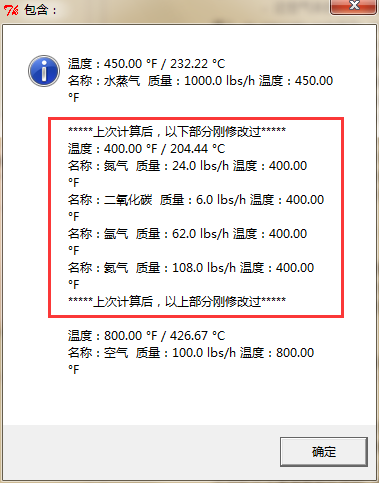 包含:
温度:450.00 °F / 232.22 °C
名称:水蒸气 质量:1000.0 lbs/h 温度:450.00
°F
*****上次计算后,以下部分刚修改过*****
温度:400.00 °F / 204.44 °C
名称:氮气 质量:24.0 lbs/h 温度:400.00
°F
名称:二氧化碳 质量:6.0 lbs/h 温度:400.00
°F
名称:氩气 质量:62.0 lbs/h 温度:400.00
°F
名称: 质量:108.0 lbs/h 温度:400.00
°F
*****上次计算后,以上部分刚修改过*****
温度:800.00 °F / 426.67 °C
名称:空气 质量:100.0 lbs/h 温度:800.00
°F
确定